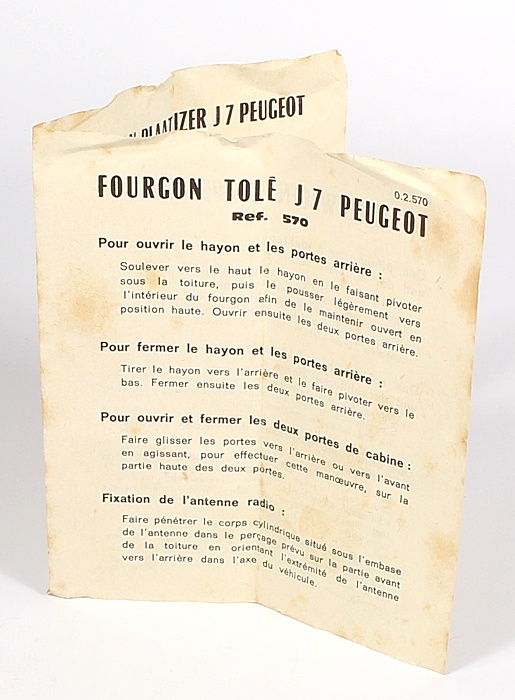 PLAATIJZER J 7 PEUGEOT
FOURGON TOLÉ J 7 PEUGEOT
0.2.570
Ref. 570
Pour ouvrir le hayon et les portes arrière :
Soulever vers le haut le hayon en le faisant pivoter
sous la toiture, puis le pousser légèrement vers
l'intérieur du fourgon afin de le maintenir ouvert en
position haute. Ouvrir ensuite les deux portes arrière.
Pour fermer le hayon et les portes arrière :
Tirer le hayon vers l'arrière et le faire pivoter vers le
bas. Fermer ensuite les deux portes arrière.
Pour ouvrir et fermer les deux portes de cabine :
Faire glisser les portes vers l'arrière ou vers l'avant
en agissant, pour effectuer cette manœuvre, sur la
partie haute des deux portes.
Fixation de l'antenne radio :
Faire pénétrer le corps cylindrique situé sous l'embase
de l'antenne dans le perçage prévu sur la partie avant
de la toiture en orientant l'extrémité de l'antenne
vers l'arrière dans l'axe du véhicule.